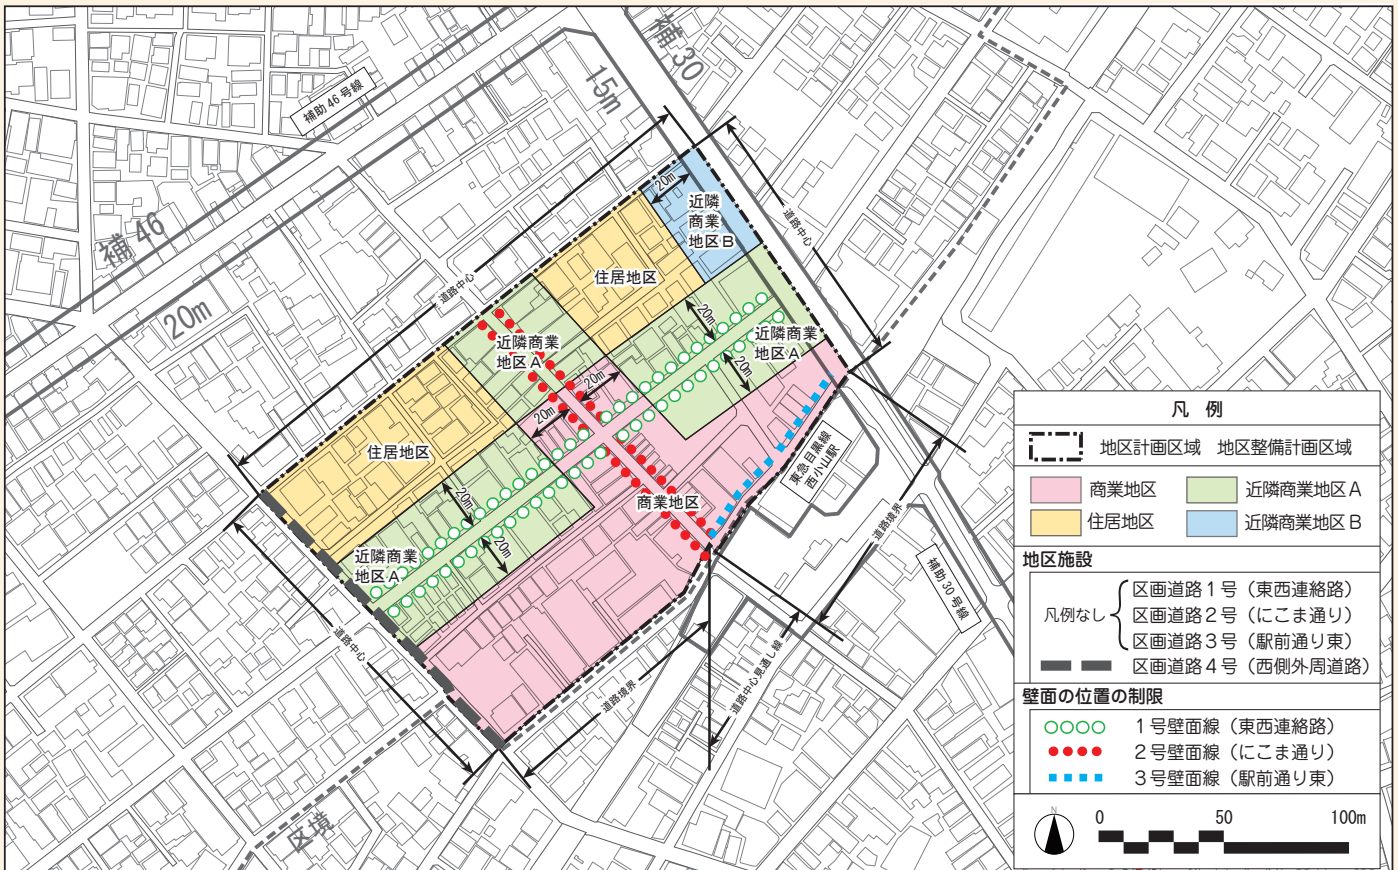 補30
15m
補助46号線
補46
20m
道路中心
20m
近隣
商業
地区B
道路中心
住居地区
20m
近隣商業
地区A
近隣商業
地区A
20m
20m
20m
住居地区
20m
商業地区
東急目黒線
西小山駅
20m
近隣商業
地区A
道路境界
補助30号線
道路中心
道路境界
道路中心見通し線
区境
凡 例
地区計画区域 地区整備計画区域
商業地区 近隣商業地区A
住居地区 近隣商業地区B
地区施設
凡例なし
区画道路1号（東西連絡路）
区画道路2号（にこま通り）
区画道路3号（駅前通り東）
区画道路4号（西側外周道路）
壁面の位置の制限
1号壁面線（東西連絡路）
2号壁面線（にこま通り）
3号壁面線（駅前通り東）
N
0 50 100m